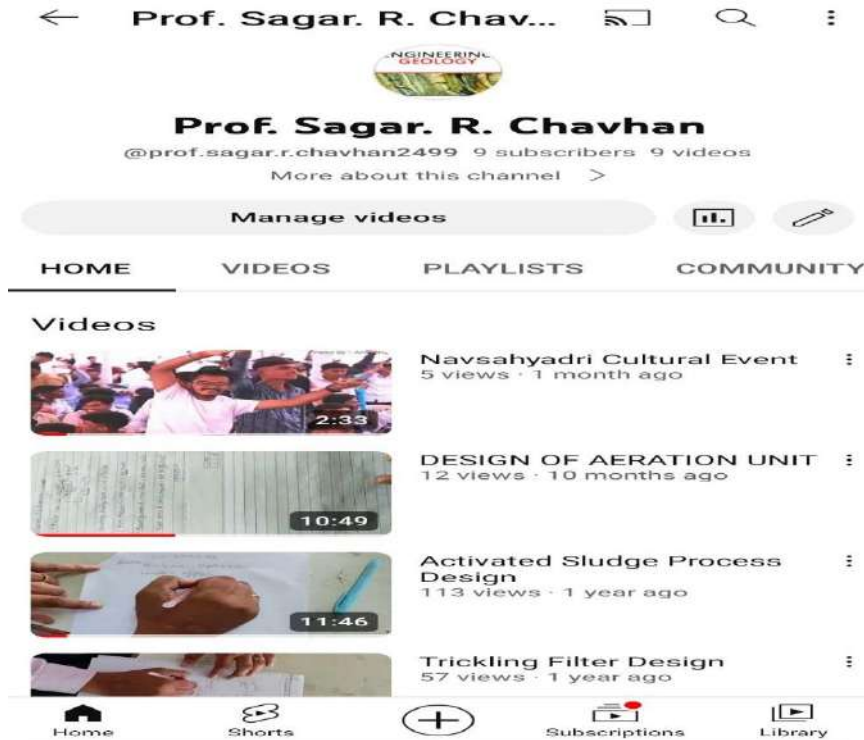 Prof. Sagar. R. Chav...
ENGINEERING
GEOLOGY
Prof. Sagar. R. Chavhan
@prof.sagar.r.chavhan2499 9 subscribers 9 videos
More about this channel >
Manage videos
HOME VIDEOS PLAYLISTS COMMUNITY
Videos
Navsahyadri Cultural Event
5 views · 1 month ago
2:33
DESIGN OF AERATION UNIT
12 views · 10 months ago
10:49
Activated Sludge Process
Design
113 views · 1 year ago
11:46
Trickling Filter Design
57 views · 1 year ago
Home Shorts Subscriptions Library